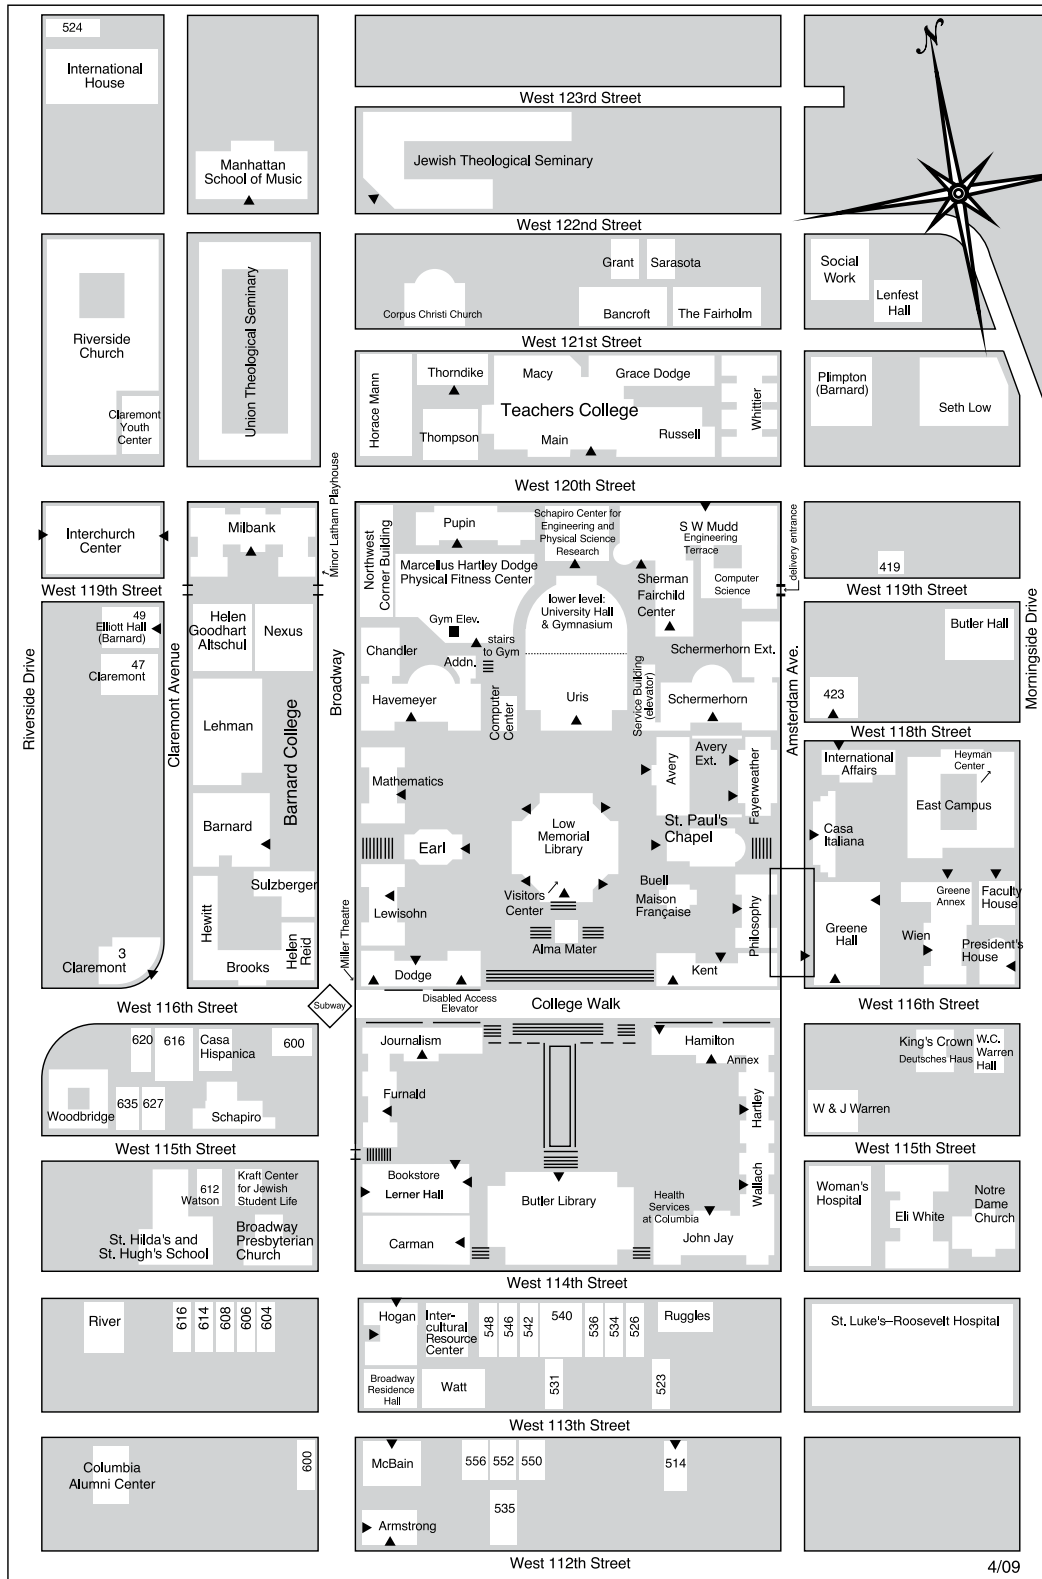 524
International
House
Manhattan
School of Music
West 123rd Street
Jewish Theological Seminary
N
West 122nd Street
Riverside
Church
Claremont
Youth
Center
Union Theological Seminary
Grant
Sarasota
Corpus Christi Church
Bancroft
The Fairholm
Social
Work
Lenfest
Hall
West 121st Street
Horace Mann
Thorndike
Macy
Grace Dodge
Teachers College
Thompson
Main
Russell
Whittier
Plimpton
(Barnard)
Seth Low
West 120th Street
Minor Latham Playhouse
Interchurch
Center
Milbank
Northwest
Corner Building
Pupin
Schapiro Center for
Engineering and
Physical Science
Research
S W Mudd
Engineering
Terrace
Marcellus Hartley Dodge
Physical Fitness Center
Computer
Science
delivery entrance
419
West 119th Street
West 119th Street
lower level:
University Hall
& Gymnasium
Sherman
Fairchild
Center
49
Elliott Hall
(Barnard)
47
Claremont
Helen
Goodhart
Altschul
Nexus
Gym Elev.
stairs
to Gym
Chandler
Addn.
Schermerhorn Ext.
Butler Hall
Riverside Drive
Claremont Avenue
Broadway
Amsterdam Ave.
Morningside Drive
Lehman
Barnard College
Havemeyer
Computer
Center
Uris
Service Building
(elevator)
Schermerhorn
423
West 118th Street
Mathematics
Avery
Avery
Ext.
Fayerweather
International
Affairs
Heyman
Center
East Campus
Barnard
Earl
Low
Memorial
Library
St. Paul's
Chapel
Casa
Italiana
Sulzberger
Hewitt
Lewisohn
Visitors
Center
Buell
Maison
Française
Philosophy
Greene
Annex
Faculty
House
Greene
Hall
Wien
President's
House
3
Claremont
Brooks
Helen
Reid
Miller Theatre
Alma Mater
Dodge
Kent
West 116th Street
Subway
Disabled Access
Elevator
College Walk
West 116th Street
620
616
Casa
Hispanica
600
Journalism
Hamilton
Annex
King's Crown
Deutsches Haus
W.C.
Warren
Hall
Woodbridge
635
627
Schapiro
Furnald
Hartley
W & J Warren
West 115th Street
West 115th Street
612
Watson
Kraft Center
for Jewish
Student Life
Bookstore
Lerner Hall
Butler Library
Health
Services
at Columbia
Wallach
Woman's
Hospital
Eli White
Notre
Dame
Church
St. Hilda's and
St. Hugh's School
Broadway
Presbyterian
Church
Carman
John Jay
West 114th Street
River
616
614
608
606
604
Hogan
Inter-
cultural
Resource
Center
548
546
542
540
536
534
526
Ruggles
St. Luke's–Roosevelt Hospital
Broadway
Residence
Hall
Watt
531
523
West 113th Street
Columbia
Alumni Center
600
McBain
556
552
550
514
535
Armstrong
West 112th Street
4/09